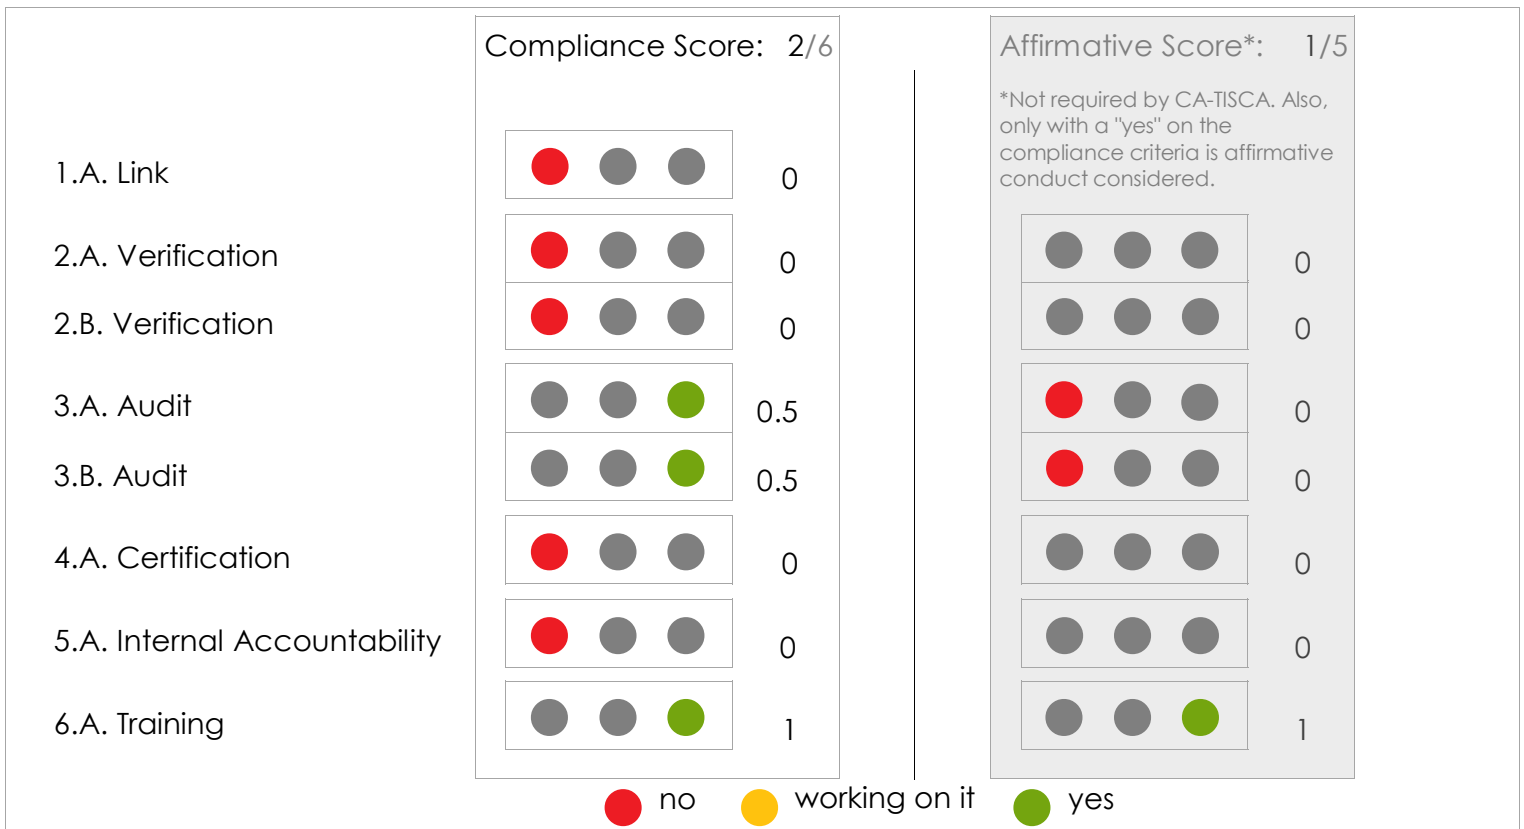 Compliance Score: 2/6
Affirmative Score*: 1/5
*Not required by CA-TISCA. Also,
only with a "yes" on the
compliance criteria is affirmative
conduct considered.
1.A. Link 0
2.A. Verification 0 0
2.B. Verification 0 0
3.A. Audit 0.5 0
3.B. Audit 0.5 0
4.A. Certification 0 0
5.A. Internal Accountability 0 0
6.A. Training 1 1
no working on it yes